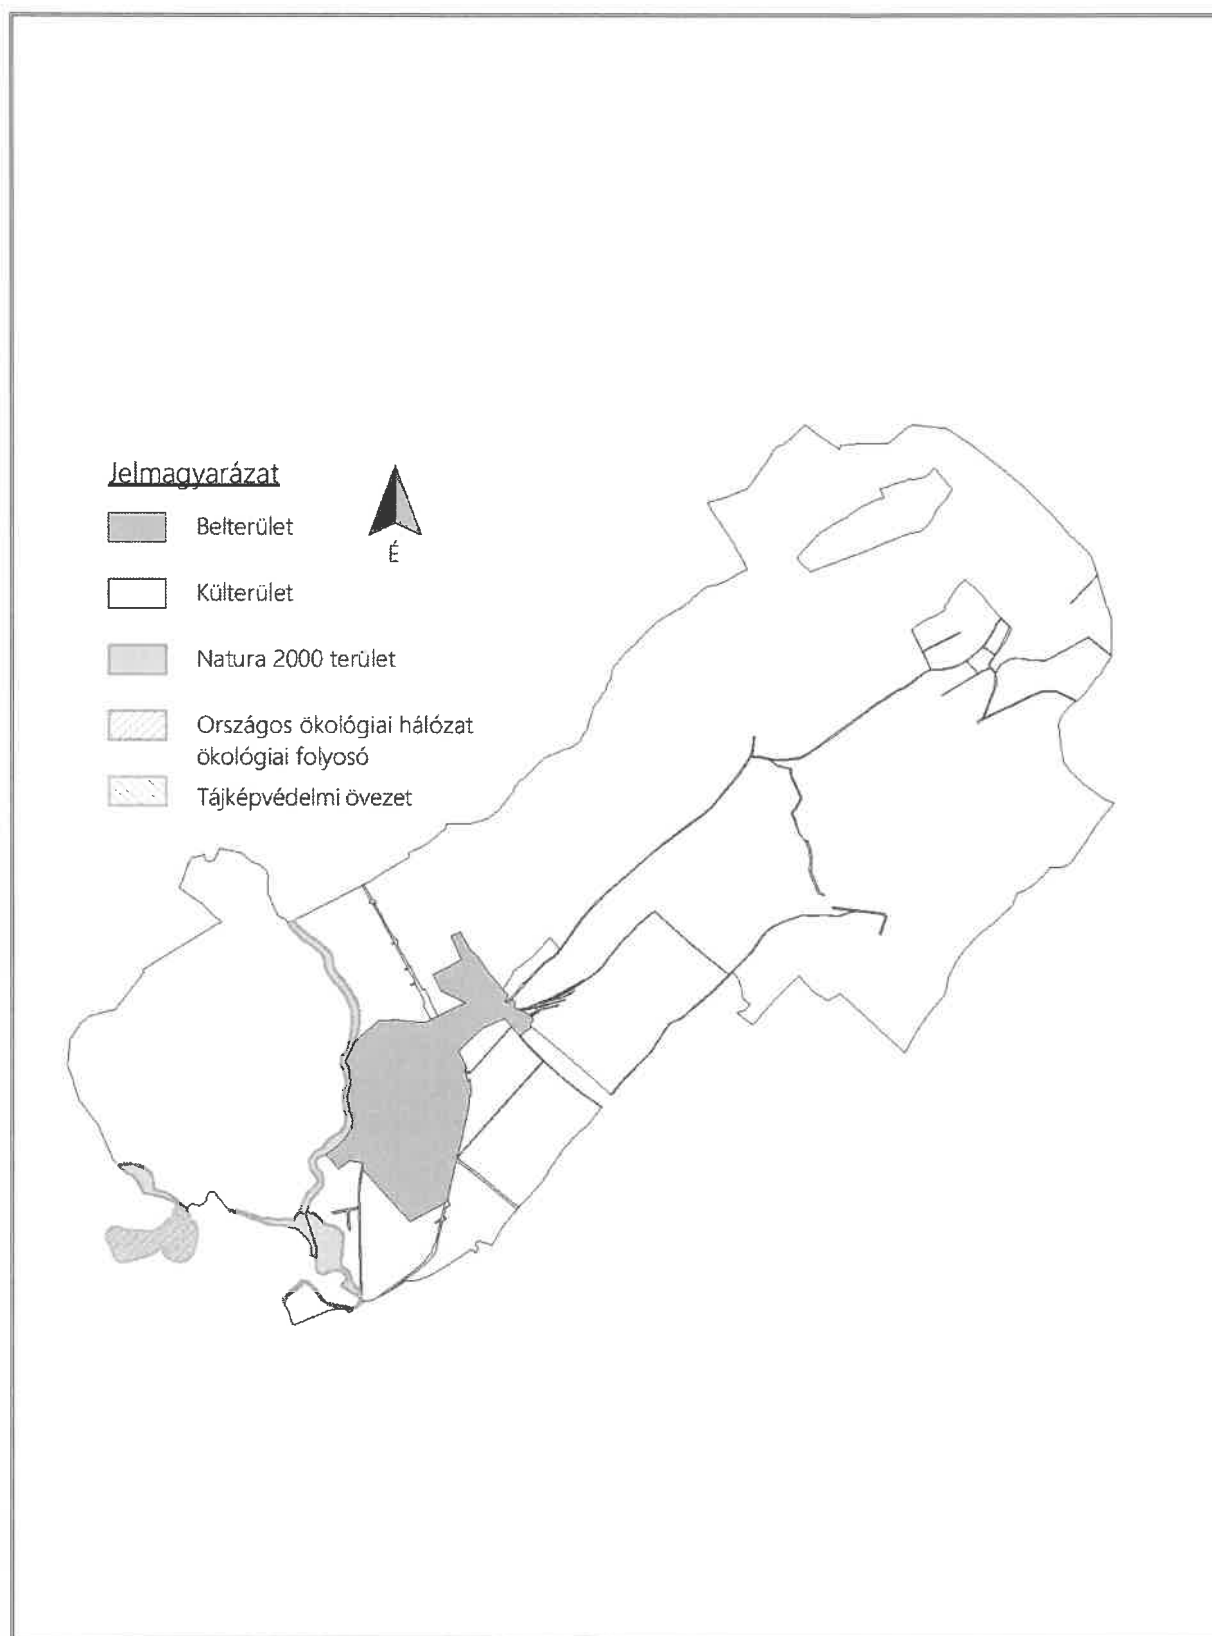 Jelmagyarázat
Belterület
É
Külterület
Natura 2000 terület
Országos ökológiai hálózat
ökológiai folyosó
Tájképvédelmi övezet